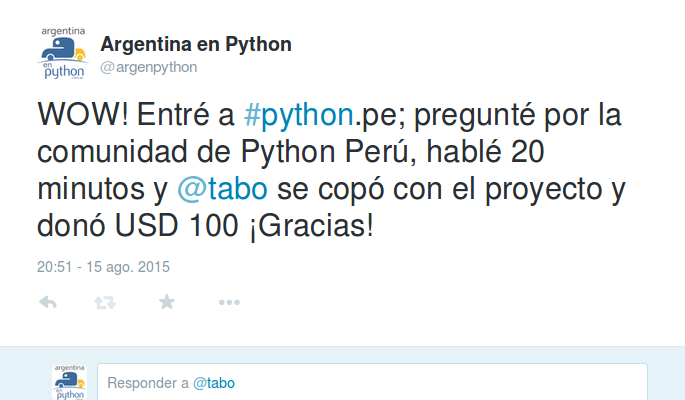 argentina
en
python
Argentina en Python
@argenpython
WOW! Entré a #python.pe; pregunté por la
comunidad de Python Perú, hablé 20
minutos y @tabo se copó con el proyecto y
donó USD 100 ¡Gracias!
20:51 - 15 ago. 2015
argentina
en
python
Responder a @tabo